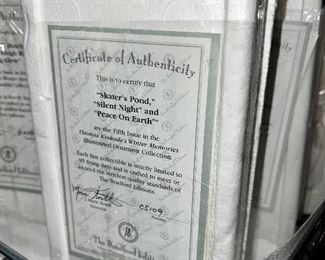 Certificate of Authenticity
This is to certify that
"Skater's Pond,"
"Silent Night" and
"Peace On Earth"
are the Fifth Issue in the
Thomas Kinkade's Winter Memories
Illuminated Ornament Collection
Each fine collectible is strictly limited to
95 firing days and is crafted to meet or
exceed the strictest quality standards of
The Bradford Editions
05109
The Bradford Editi